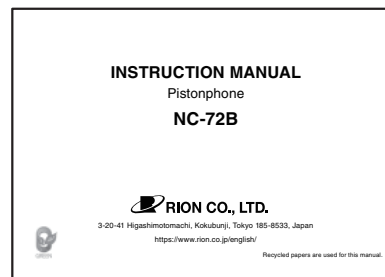 INSTRUCTION MANUAL
Pistonphone
NC-72B
RION CO., LTD.
3-20-41 Higashimotomachi, Kokubunji, Tokyo 185-8533, Japan
https://www.rion.co.jp/english/
Recycled papers are used for this manual.